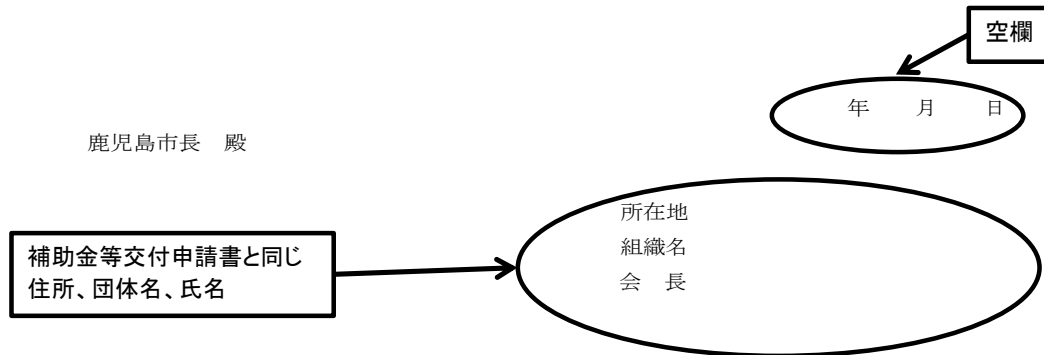 空欄
年　月　日
鹿児島市長　殿
所在地
組織名
会　長
補助金等交付申請書と同じ
住所、団体名、氏名